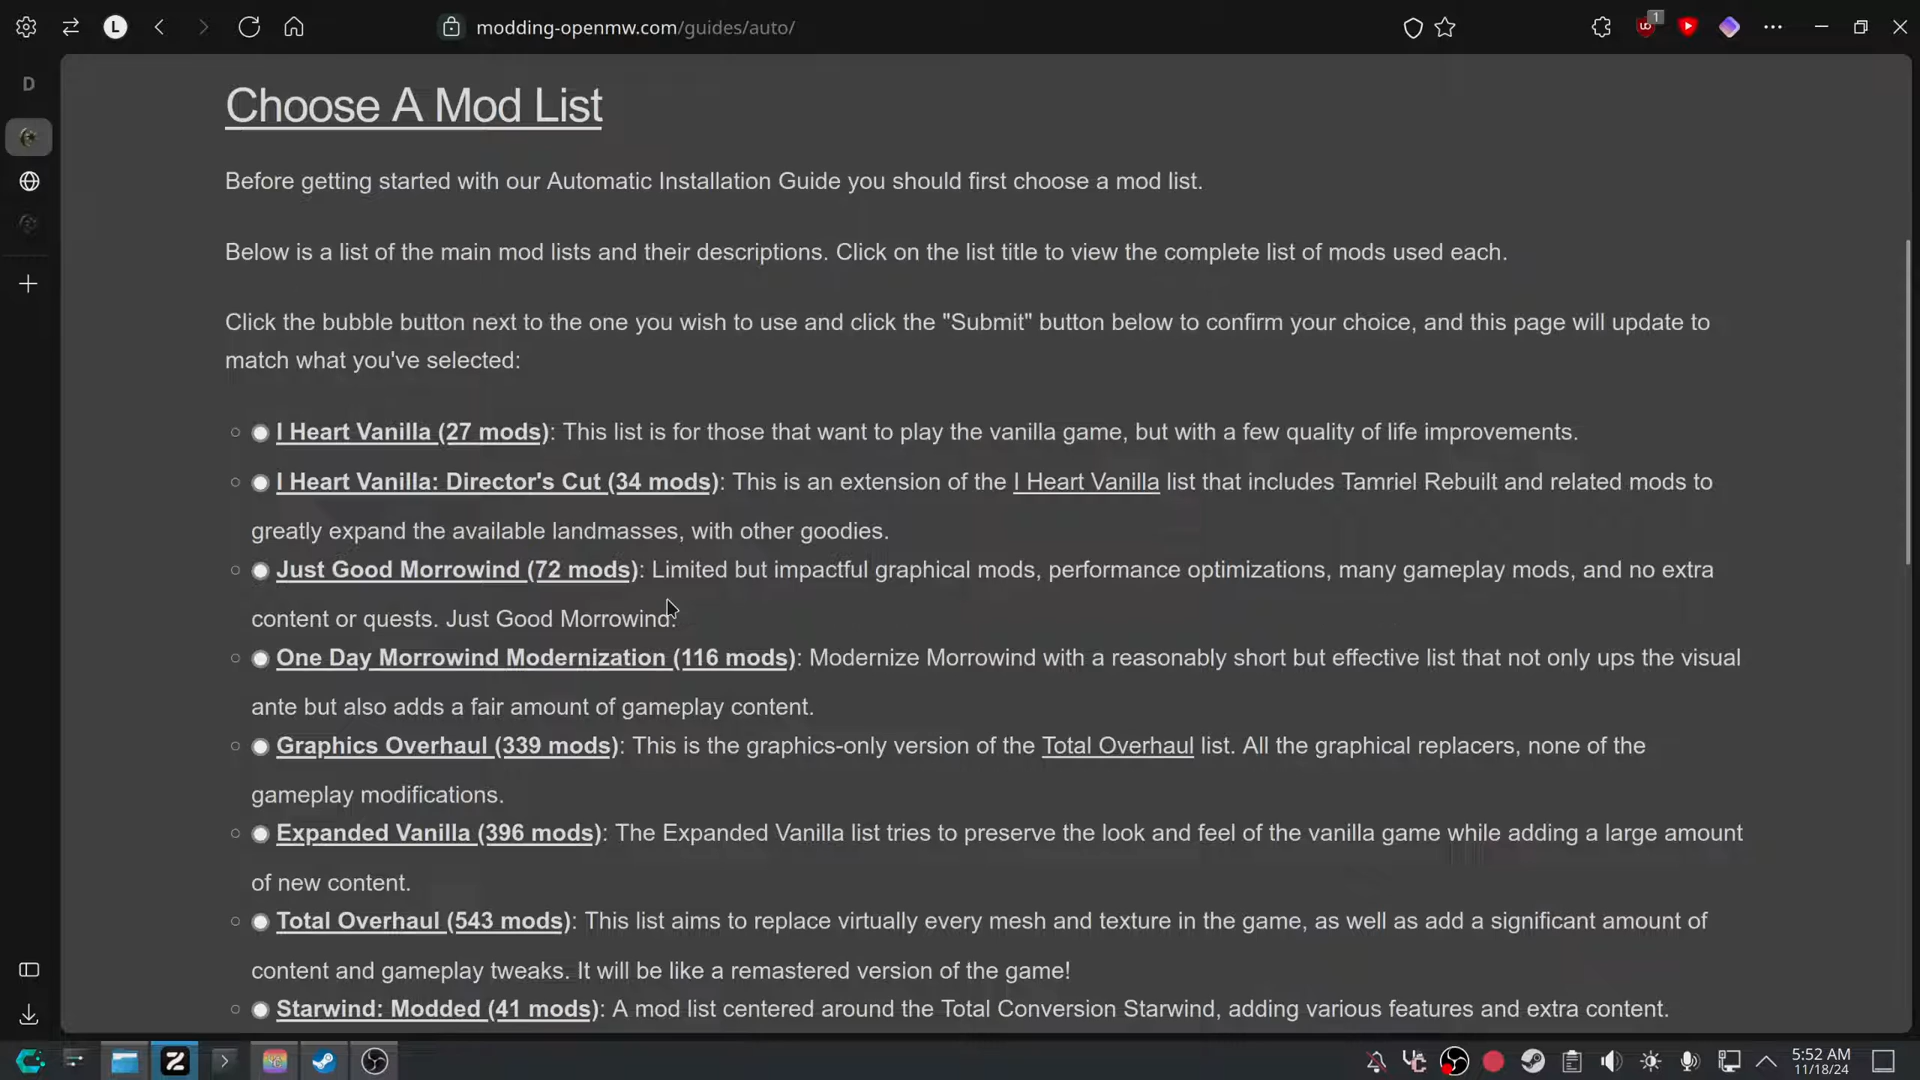 L
modding-openmw.com/guides/auto/
1
D
Choose A Mod List
Before getting started with our Automatic Installation Guide you should first choose a mod list.
Below is a list of the main mod lists and their descriptions. Click on the list title to view the complete list of mods used each.
Click the bubble button next to the one you wish to use and click the "Submit" button below to confirm your choice, and this page will update to
match what you've selected:
I Heart Vanilla (27 mods): This list is for those that want to play the vanilla game, but with a few quality of life improvements.
I Heart Vanilla: Director's Cut (34 mods): This is an extension of the I Heart Vanilla list that includes Tamriel Rebuilt and related mods to
greatly expand the available landmasses, with other goodies.
Just Good Morrowind (72 mods): Limited but impactful graphical mods, performance optimizations, many gameplay mods, and no extra
content or quests. Just Good Morrowind.
One Day Morrowind Modernization (116 mods): Modernize Morrowind with a reasonably short but effective list that not only ups the visual
ante but also adds a fair amount of gameplay content.
Graphics Overhaul (339 mods): This is the graphics-only version of the Total Overhaul list. All the graphical replacers, none of the
gameplay modifications.
Expanded Vanilla (396 mods): The Expanded Vanilla list tries to preserve the look and feel of the vanilla game while adding a large amount
of new content.
Total Overhaul (543 mods): This list aims to replace virtually every mesh and texture in the game, as well as add a significant amount of
content and gameplay tweaks. It will be like a remastered version of the game!
Starwind: Modded (41 mods): A mod list centered around the Total Conversion Starwind, adding various features and extra content.
5:52 AM
11/18/24